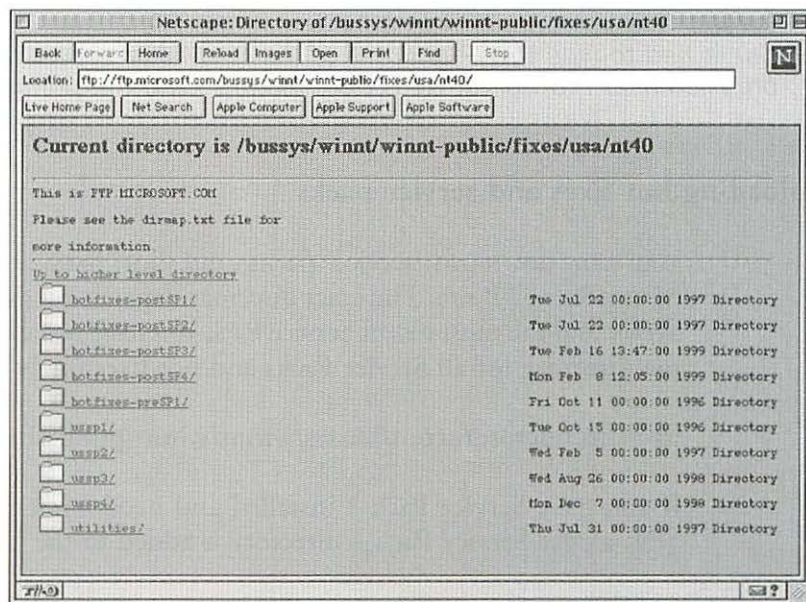 Netscape: Directory of /bussys/winnt/winnt-public/fixes/usa/nt40
Back Forward Home Reload Images Open Print Find Stop
N
Location: ftp://ftp.microsoft.com/bussys/winnt/winnt-public/fixes/usa/nt40/
Live Home Page Net Search Apple Computer Apple Support Apple Software
Current directory is /bussys/winnt/winnt-public/fixes/usa/nt40
This is FTP.MICROSOFT.COM
Please see the dirmap.txt file for
more information.
Up to higher level directory
hotfixes-postSP1/ Tue Jul 22 00:00:00 1997 Directory
hotfixes-postSP2/ Tue Jul 22 00:00:00 1997 Directory
hotfixes-postSP3/ Tue Feb 16 13:47:00 1999 Directory
hotfixes-postSP4/ Mon Feb 8 12:05:00 1999 Directory
hotfixes-preSP1/ Fri Oct 11 00:00:00 1996 Directory
ussp1/ Tue Oct 15 00:00:00 1996 Directory
ussp2/ Wed Feb 5 00:00:00 1997 Directory
ussp3/ Wed Aug 26 00:00:00 1998 Directory
ussp4/ Mon Dec 7 00:00:00 1998 Directory
utilities/ Thu Jul 31 00:00:00 1997 Directory
?